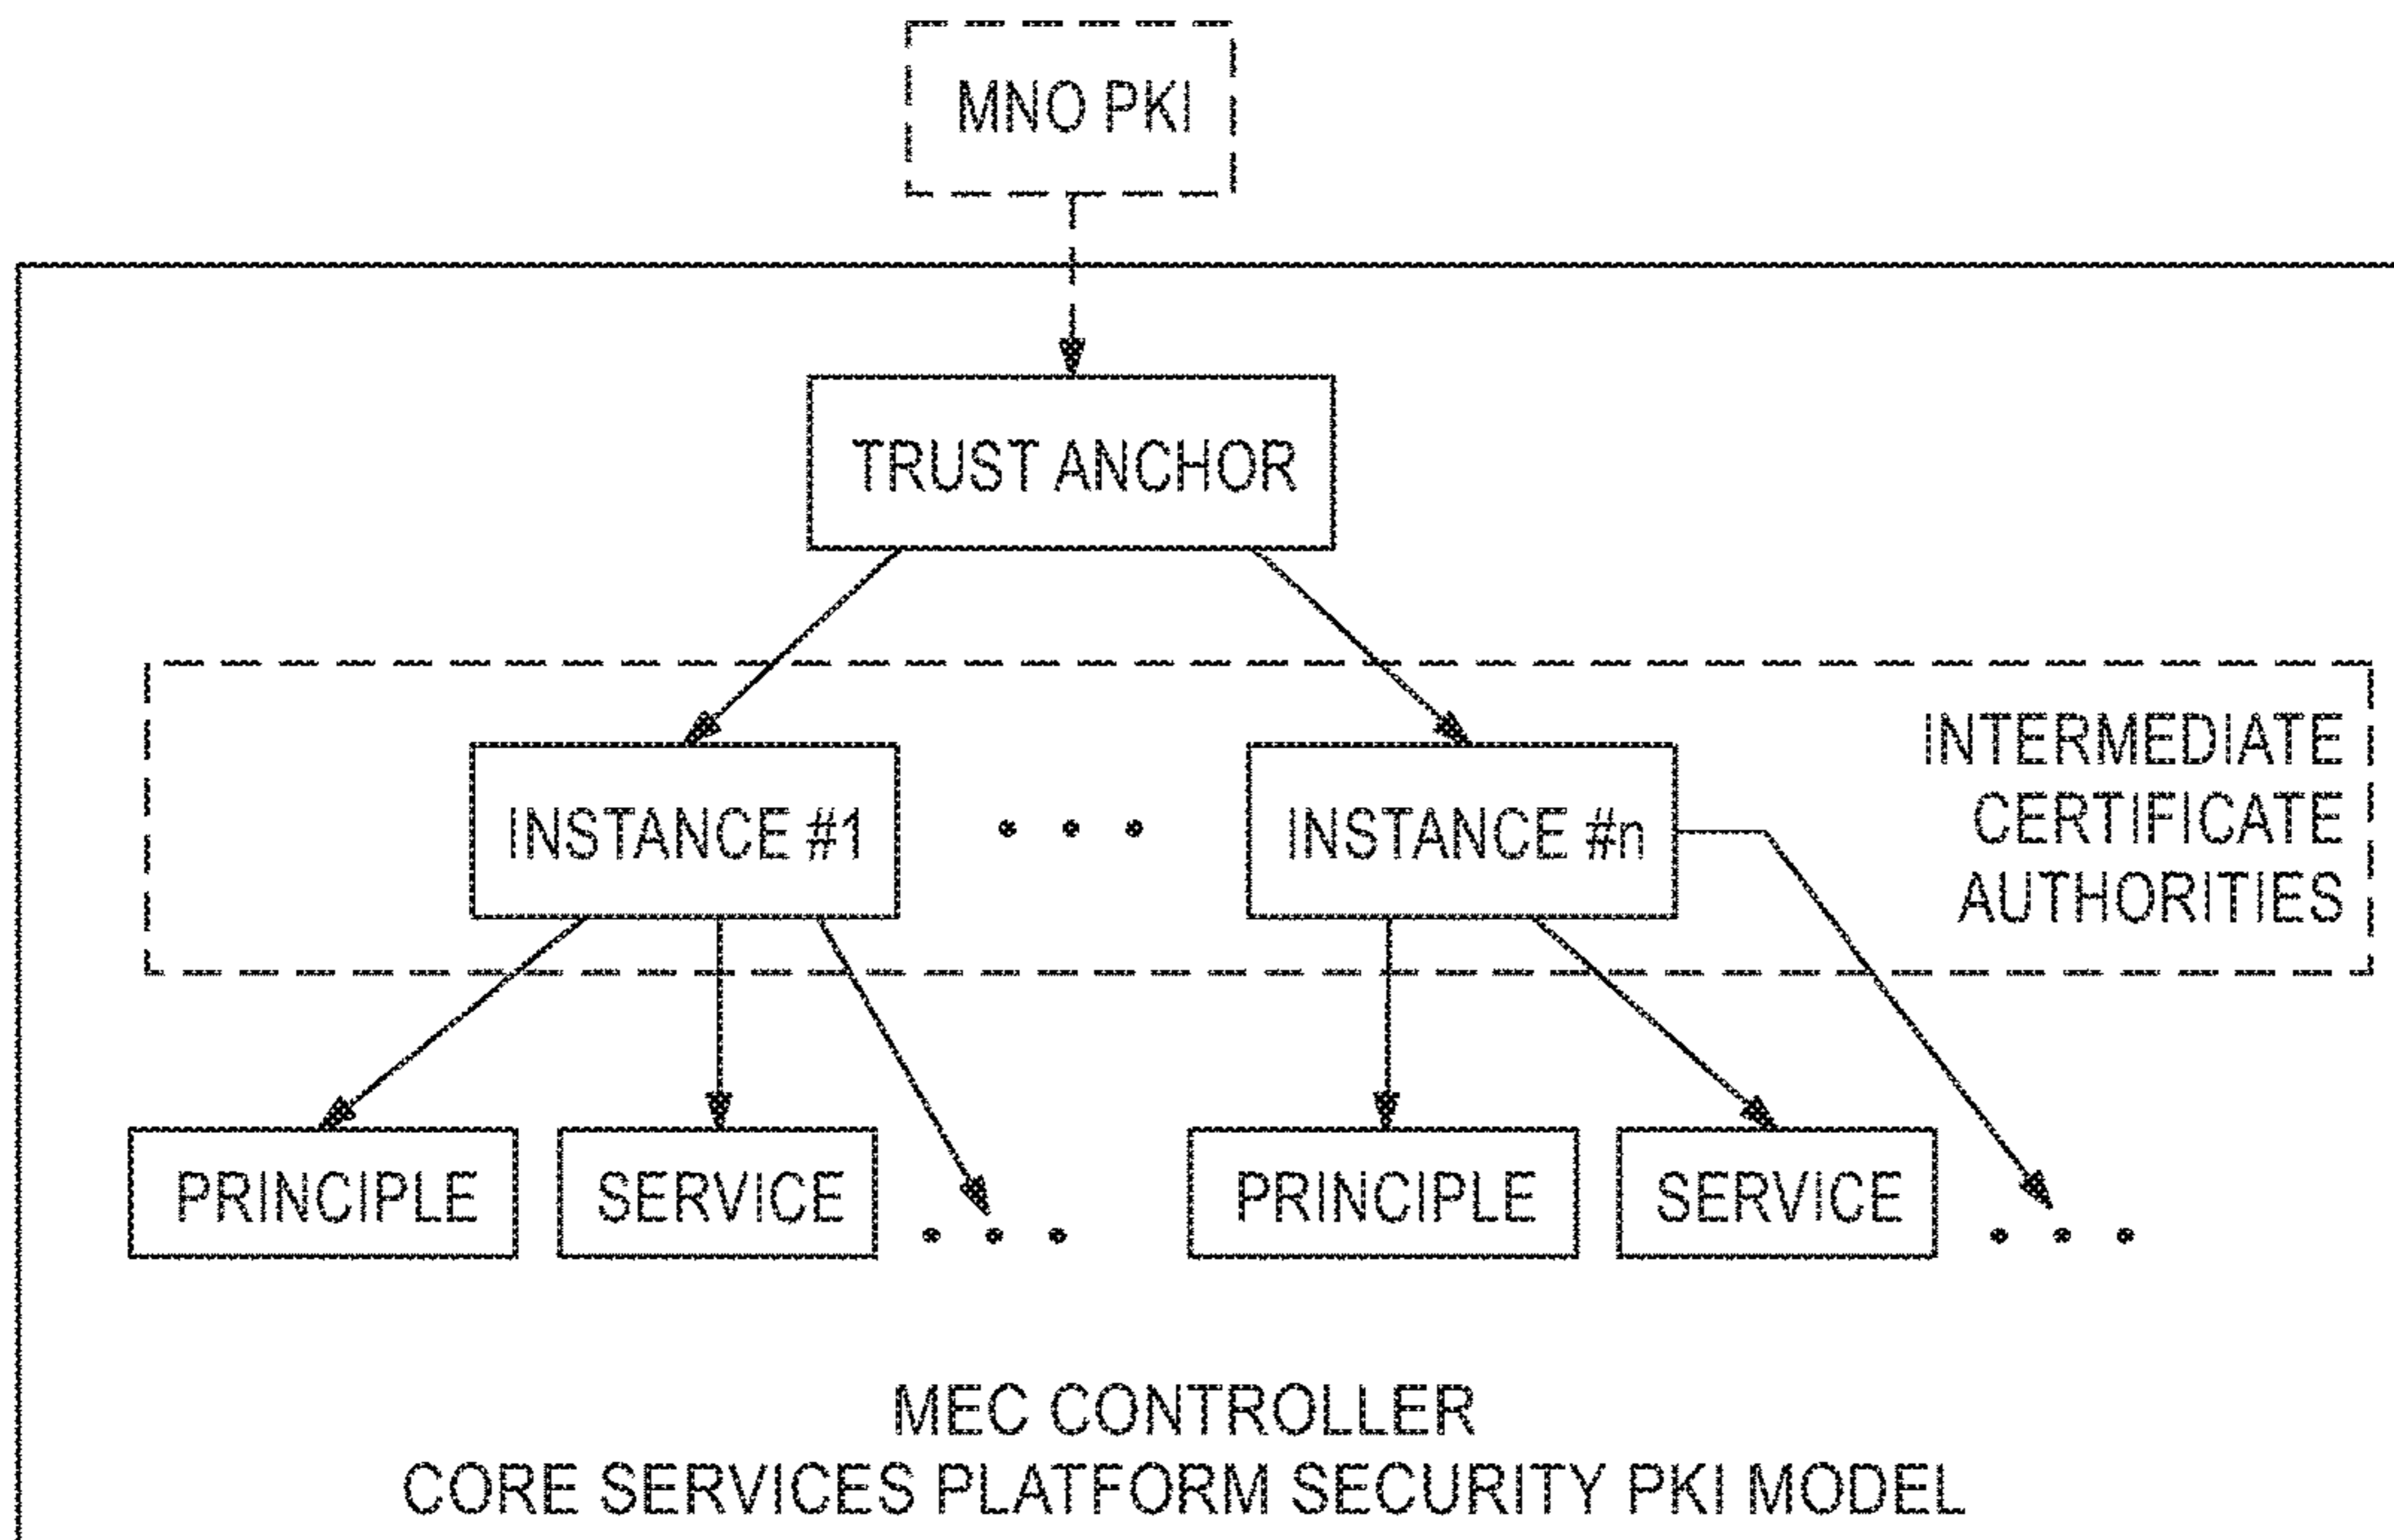 MNO PKI
TRUST ANCHOR
INTERMEDIATE
CERTIFICATE
AUTHORITIES
INSTANCE #1
INSTANCE #n
PRINCIPLE
SERVICE
PRINCIPLE
SERVICE
MEC CONTROLLER
CORE SERVICES PLATFORM SECURITY PKI MODEL